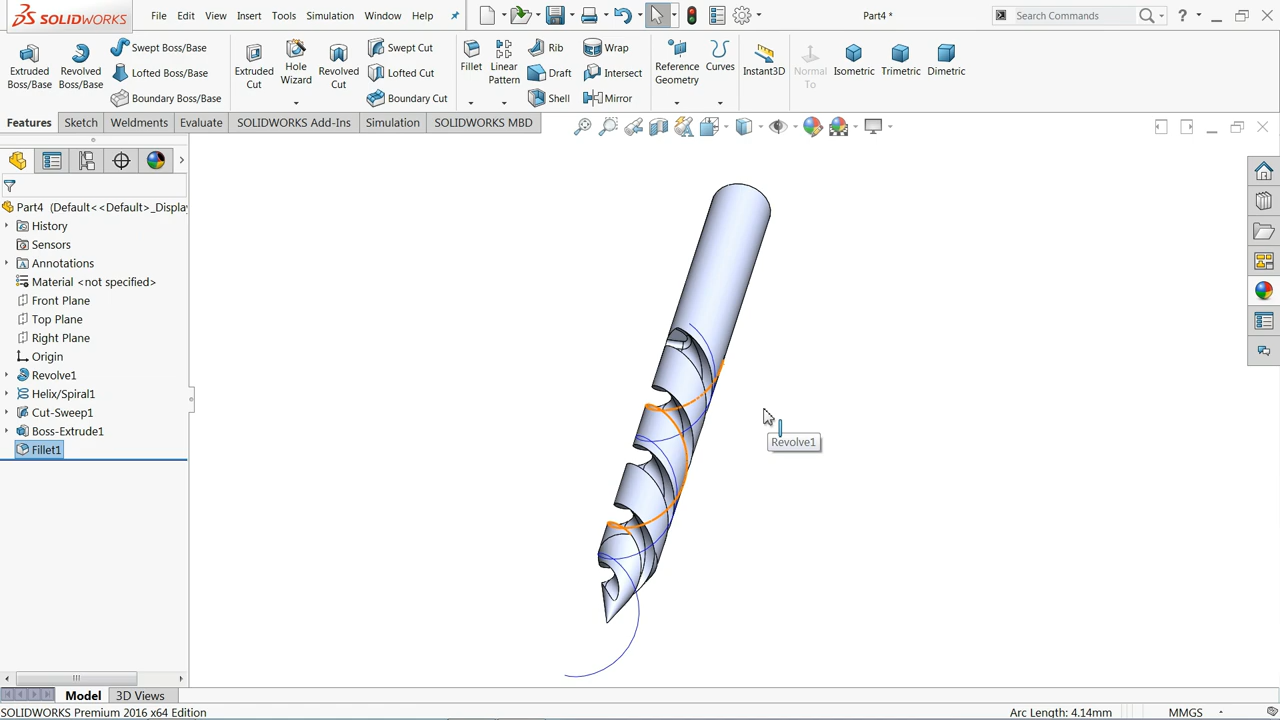 SOLIDWORKS
File Edit View Insert Tools Simulation Window Help
Part4 *
Search Commands
?
Extruded Boss/Base
Revolved Boss/Base
Swept Boss/Base
Lofted Boss/Base
Boundary Boss/Base
Extruded Cut
Hole Wizard
Revolved Cut
Swept Cut
Lofted Cut
Boundary Cut
Fillet
Linear Pattern
Rib
Draft
Shell
Wrap
Intersect
Mirror
Reference Geometry
Curves
Instant3D
Normal To
Isometric
Trimetric
Dimetric
Features Sketch Weldments Evaluate SOLIDWORKS Add-Ins Simulation SOLIDWORKS MBD
Part4 (Default<<Default>_Display
History
Sensors
Annotations
Material <not specified>
Front Plane
Top Plane
Right Plane
Origin
Revolve1
Helix/Spiral1
Cut-Sweep1
Boss-Extrude1
Fillet1
Revolve1
Model 3D Views
SOLIDWORKS Premium 2016 x64 Edition
Arc Length: 4.14mm
MMGS